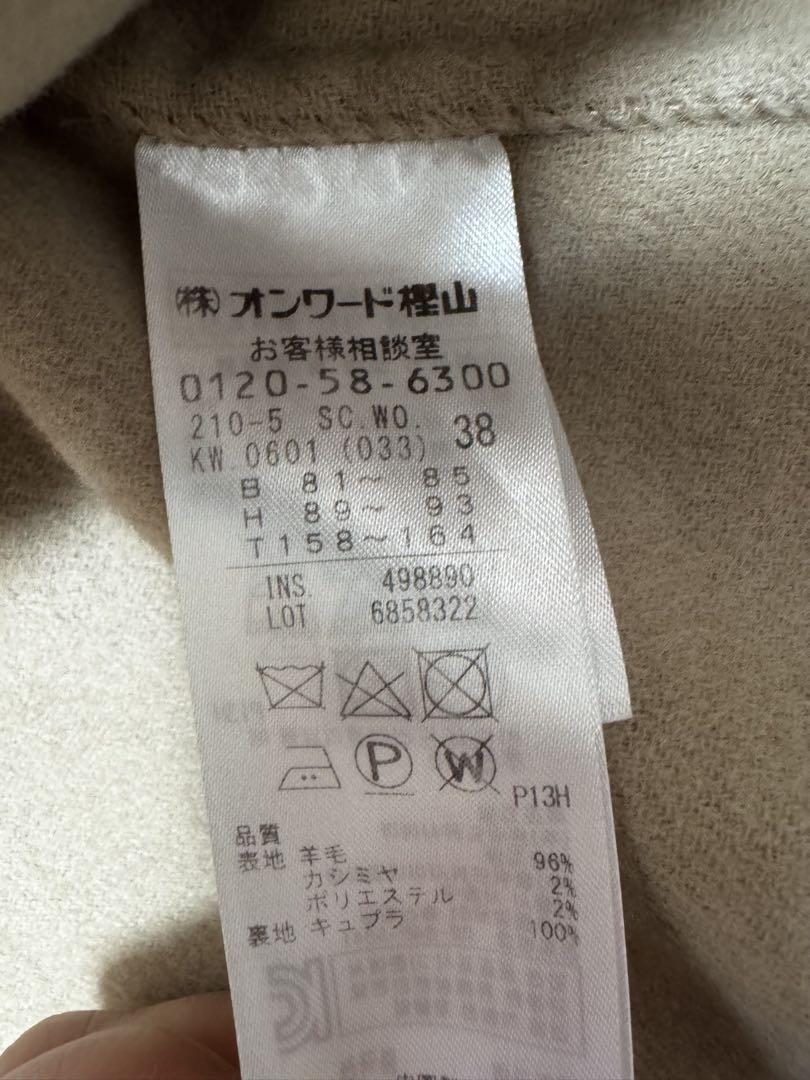 ㈱オンワード樫山
お客様相談室
0120-58-6300
210-5 SC.WO.
KW 0601 (033) 38
B 81～ 85
H 89～ 93
T158～164
INS. 498890
LOT 6858322
P
W
P13H
品質
表地 羊毛 96%
カシミヤ 2%
ポリエステル 2%
裏地 キュプラ 100%